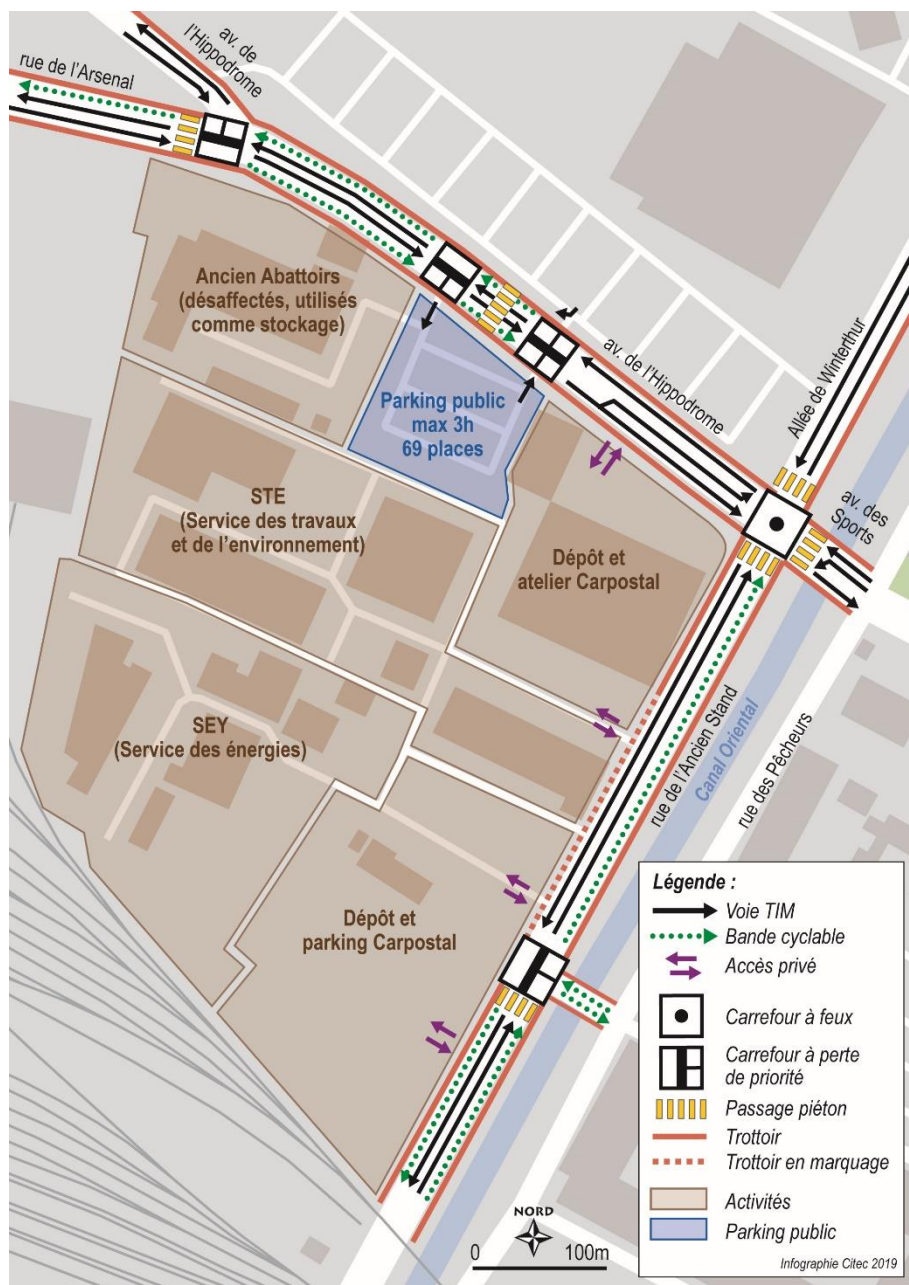 av. de
l'Hippodrome
rue de l'Arsenal
Ancien Abattoirs
(désaffectés, utilisés
comme stockage)
Parking public
max 3h
69 places
av. de l'Hippodrome
Allée de Winterthur
av. des
Sports
STE
(Service des travaux
et de l'environnement)
Dépôt et
atelier Carpostal
SEY
(Service des énergies)
rue de l'Ancien Stand
Canal Oriental
rue des Pêcheurs
Dépôt et
parking Carpostal
Légende :
Voie TIM
Bande cyclable
Accès privé
Carrefour à feux
Carrefour à perte
de priorité
Passage piéton
Trottoir
Trottoir en marquage
Activités
Parking public
Infographie Citec 2019
NORD
0 100m